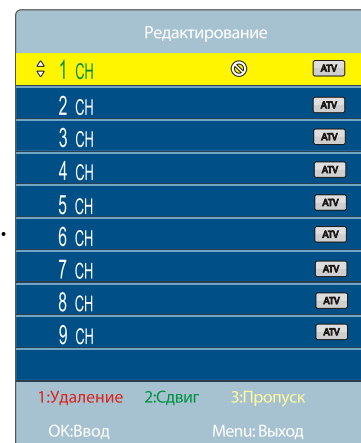 Редактирование
1 CH ATV
2 CH ATV
3 CH ATV
4 CH ATV
5 CH ATV
6 CH ATV
7 CH ATV
8 CH ATV
9 CH ATV
1:Удаление 2:Сдвиг 3:Пропуск
OK:Ввод Menu: Выход